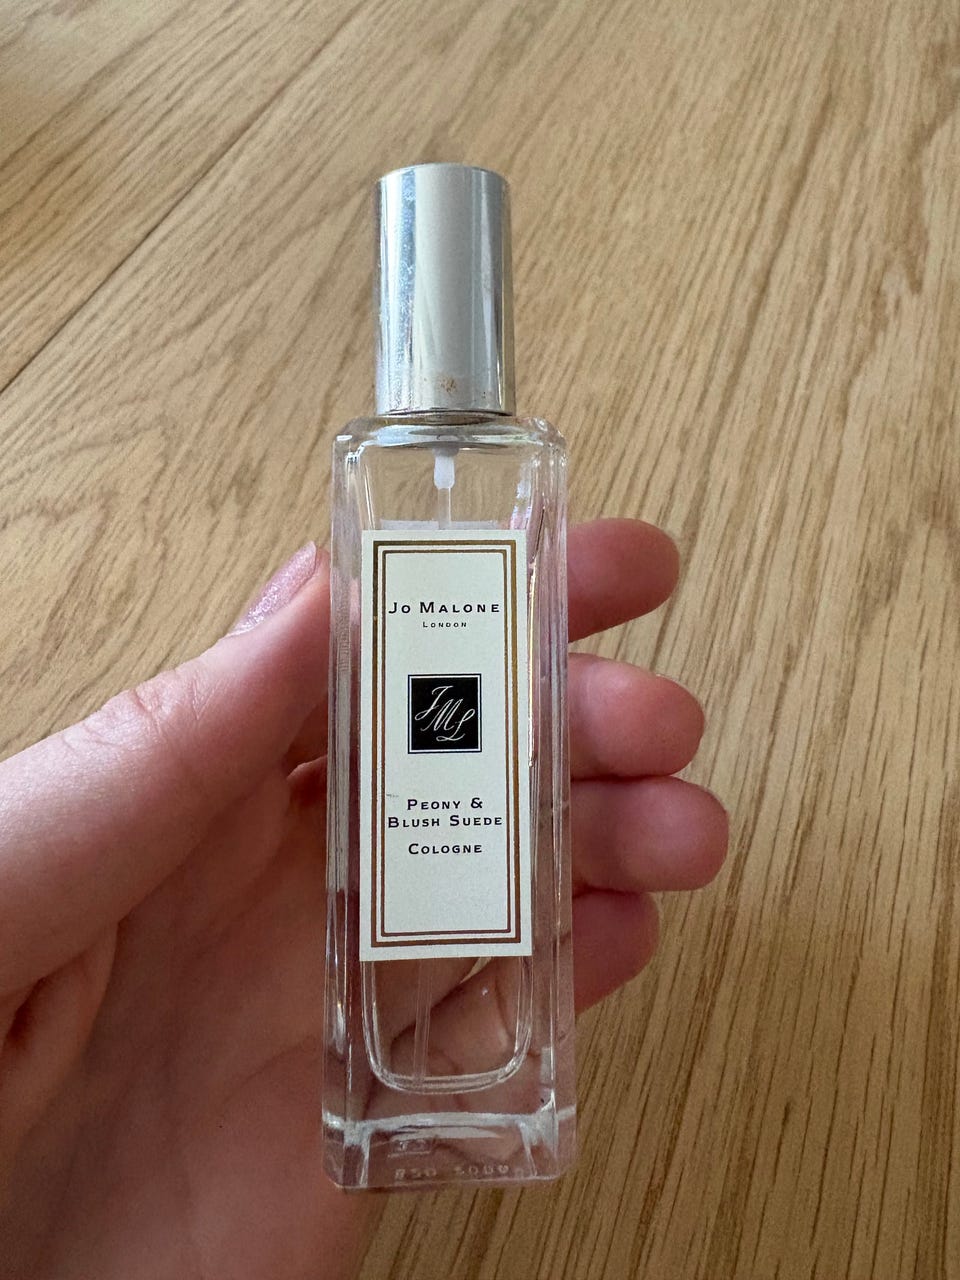 Jo Malone
London
JML
Peony &
Blush Suede
Cologne